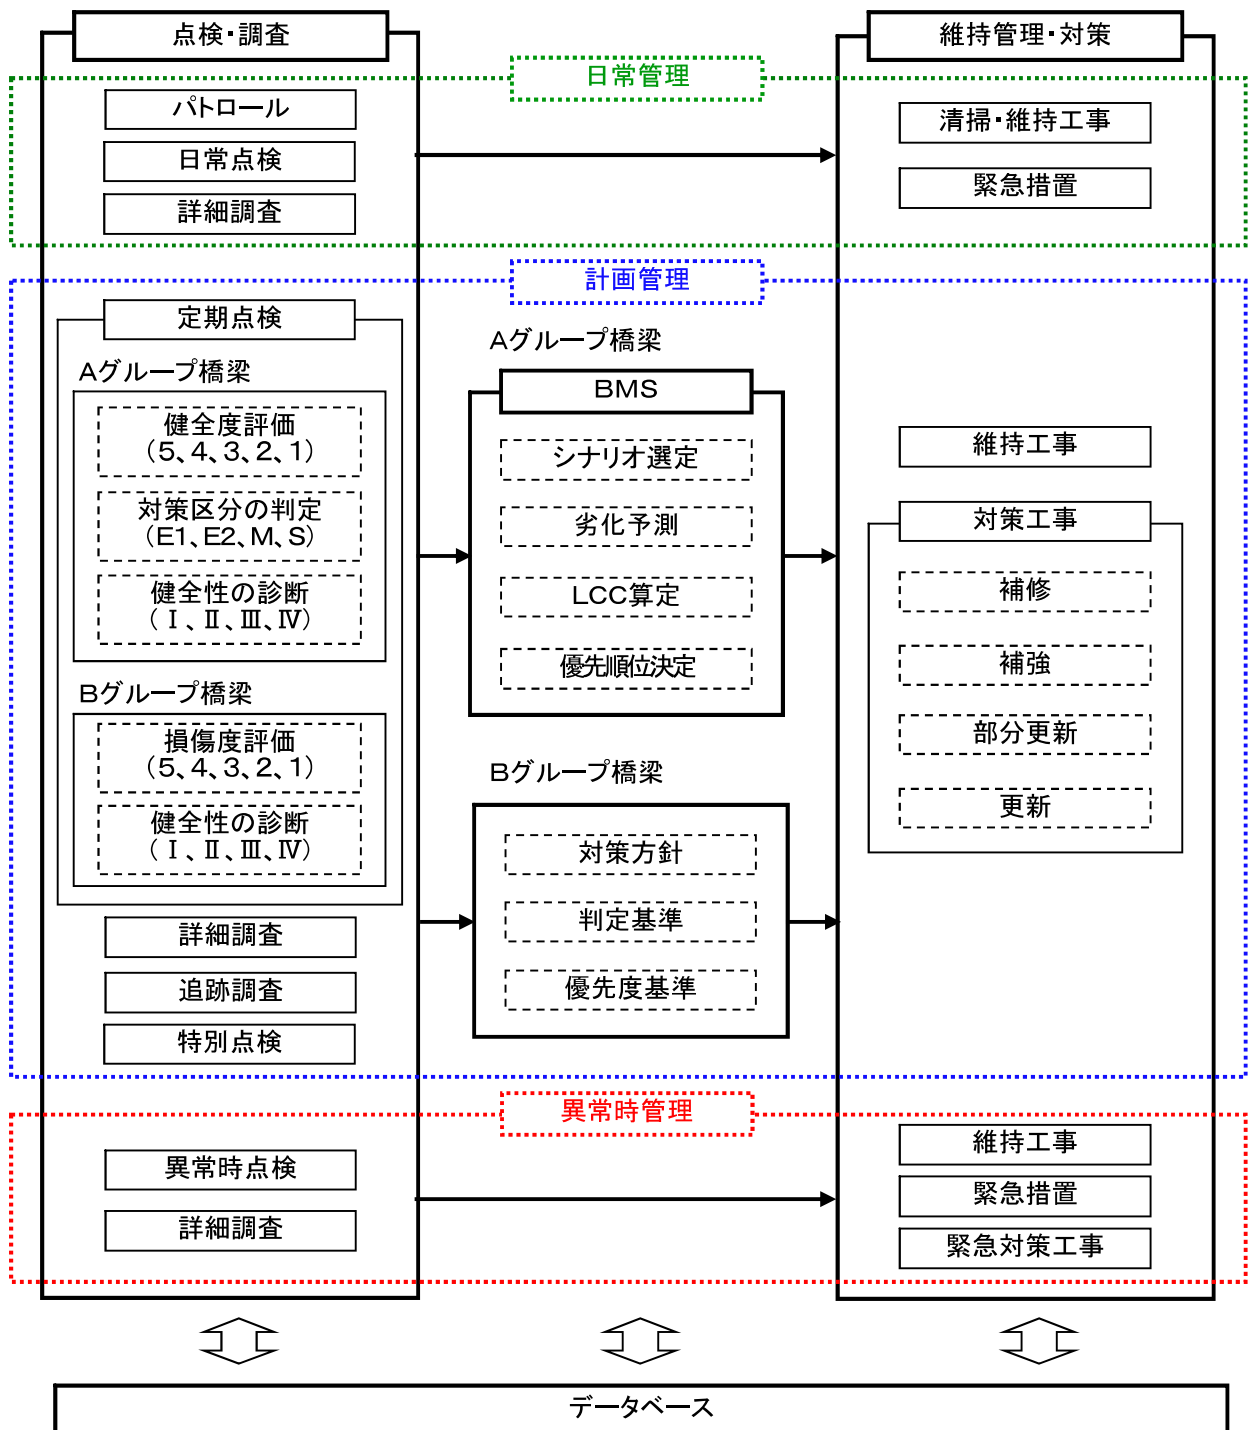 点検・調査
維持管理・対策
日常管理
パトロール
日常点検
詳細調査
清掃・維持工事
緊急措置
計画管理
定期点検
Aグループ橋梁
健全度評価
（5、4、3、2、1）
対策区分の判定
（E1、E2、M、S）
健全性の診断
（Ⅰ、Ⅱ、Ⅲ、Ⅳ）
Bグループ橋梁
損傷度評価
（5、4、3、2、1）
健全性の診断
（Ⅰ、Ⅱ、Ⅲ、Ⅳ）
詳細調査
追跡調査
特別点検
Aグループ橋梁
BMS
シナリオ選定
劣化予測
LCC算定
優先順位決定
Bグループ橋梁
対策方針
判定基準
優先度基準
維持工事
対策工事
補修
補強
部分更新
更新
異常時管理
異常時点検
詳細調査
維持工事
緊急措置
緊急対策工事
データベース